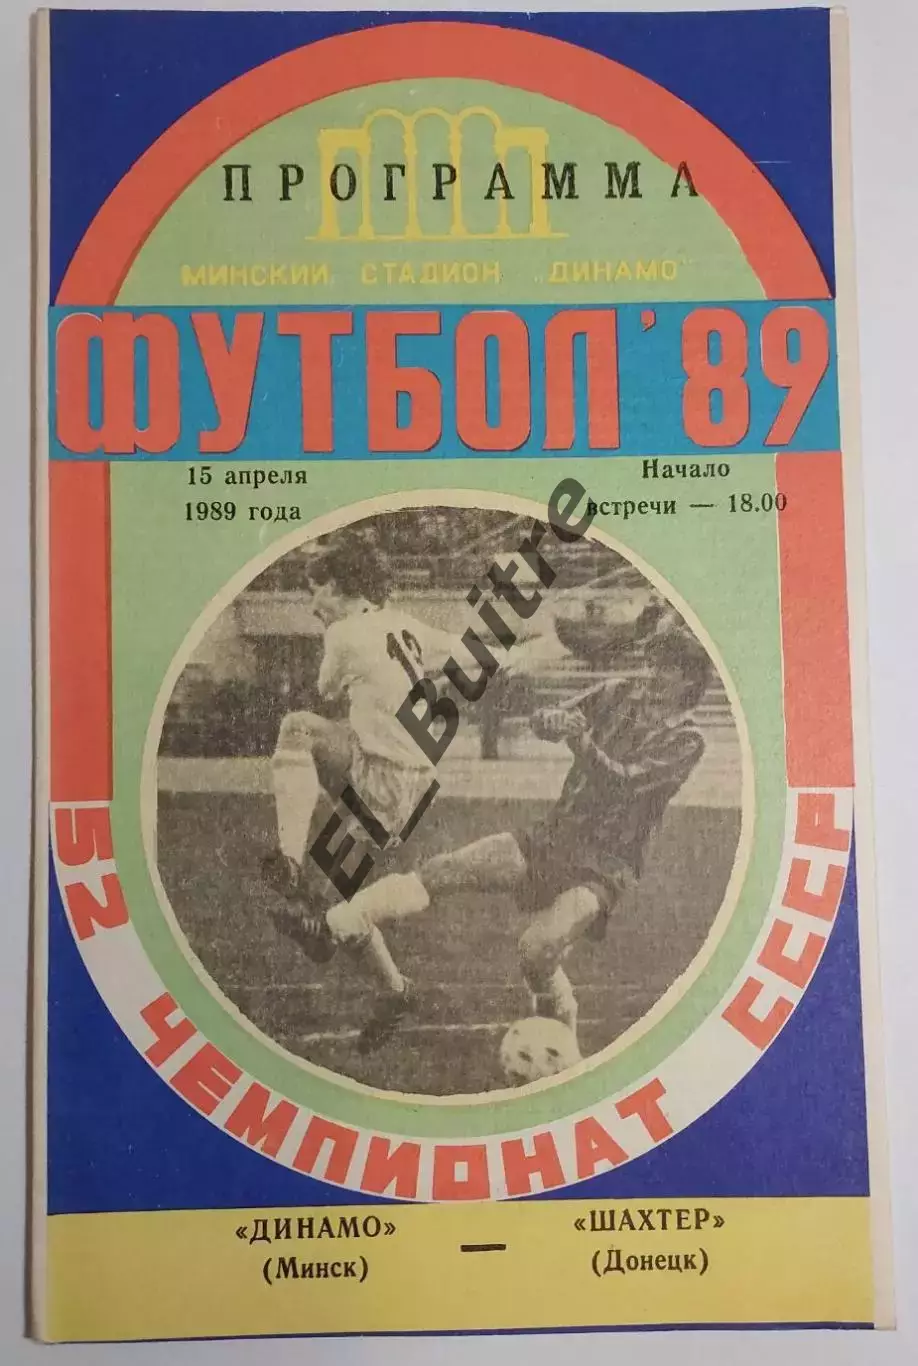 ПРОГРАММА
МИНСКИЙ СТАДИОН „ДИНАМО"
ФУТБОЛ'89
15 апреля
1989 года
Начало
встречи — 18.00
12
El_Buitre
52 ЧЕМПИОНАТ СССР
«ДИНАМО»
(Минск)
—
«ШАХТЕР»
(Донецк)